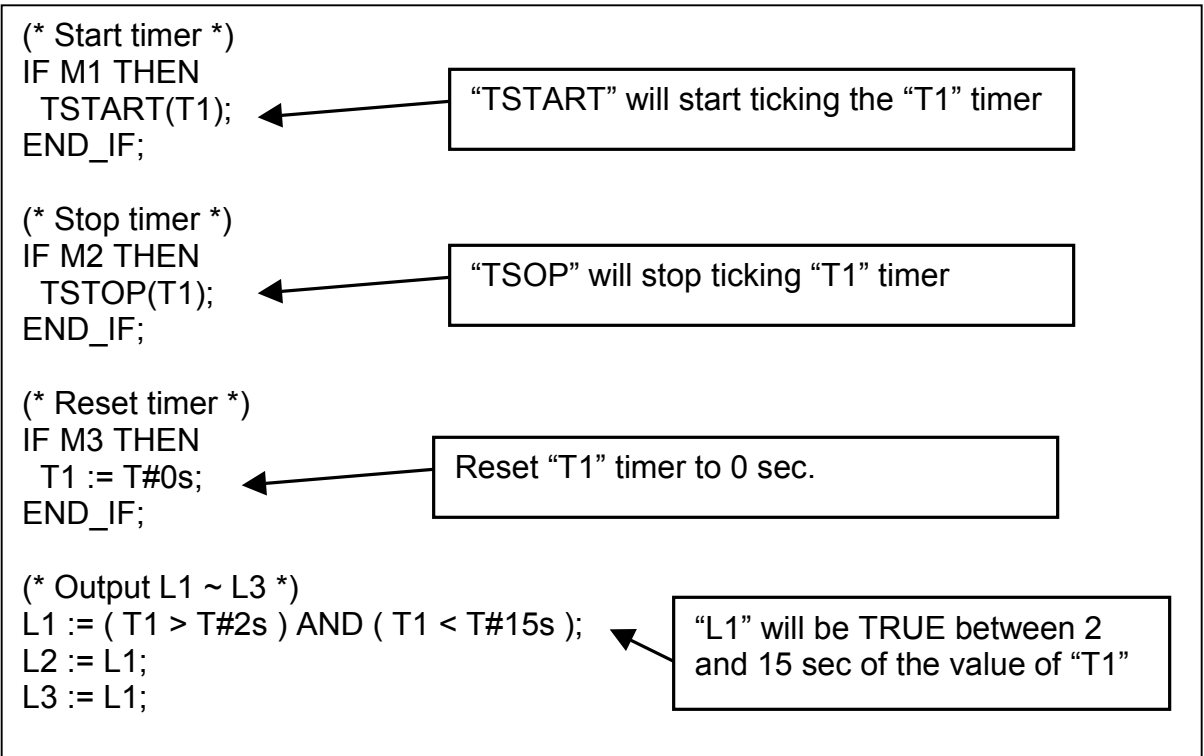 (* Start timer *)
IF M1 THEN
TSTART(T1);
END_IF;
“TSTART” will start ticking the “T1” timer
(* Stop timer *)
IF M2 THEN
TSTOP(T1);
END_IF;
“TSOP” will stop ticking “T1” timer
(* Reset timer *)
IF M3 THEN
T1 := T#0s;
END_IF;
Reset “T1” timer to 0 sec.
(* Output L1 ~ L3 *)
L1 := ( T1 > T#2s ) AND ( T1 < T#15s );
L2 := L1;
L3 := L1;
“L1” will be TRUE between 2
and 15 sec of the value of “T1”